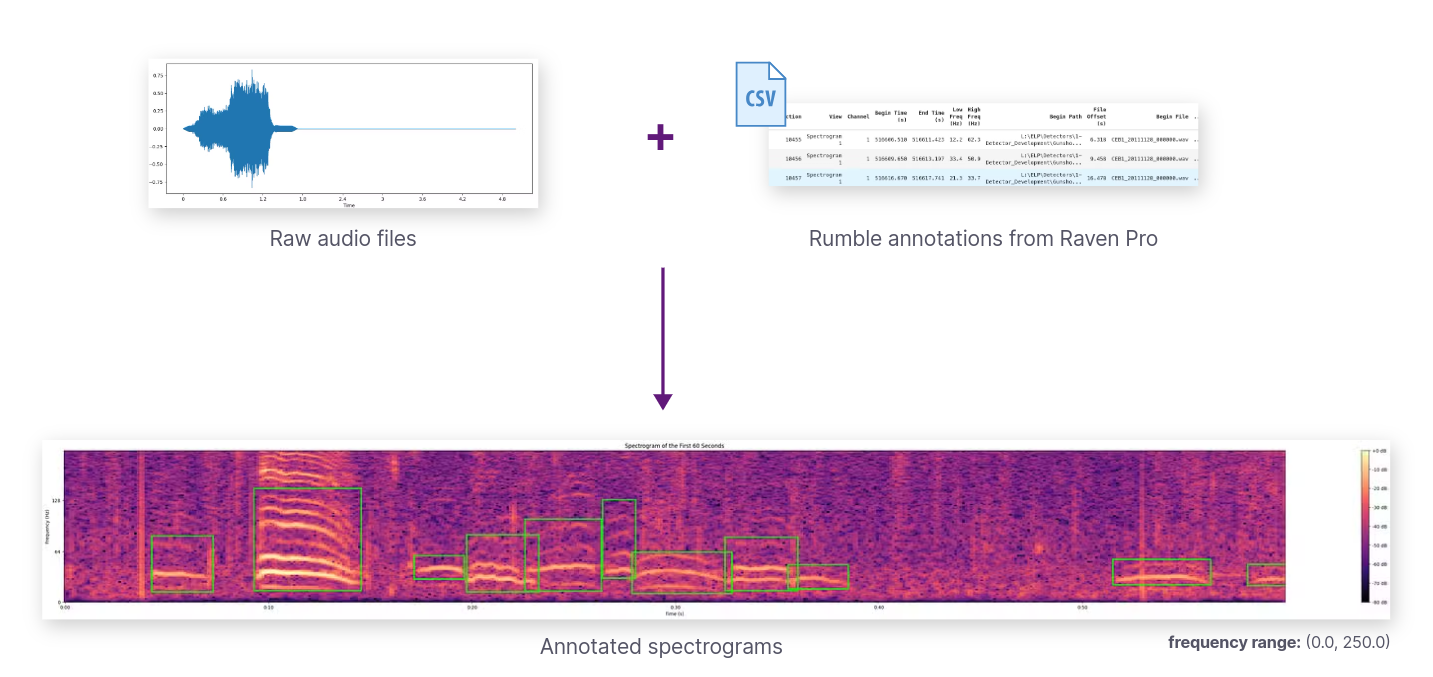 0.75
0.50
0.25
0.00
-0.25
-0.50
-0.75
0 0.6 1.2 1.8 2.4 3 3.6 4.2 4.8
Time
Raw audio files
+
CSV
ction View Channel Begin Time (s) End Time (s) Low Freq (Hz) High Freq (Hz) Begin Path File Offset (s) Begin File ..
10455 Spectrogram 1 1 516606.510 516611.423 12.2 62.3 L:\ELP\Detectors\1-Detector_Development\Gunsho... 6.318 CEB1_20111128_000000.wav ..
10456 Spectrogram 1 1 516609.650 516613.197 33.4 50.9 L:\ELP\Detectors\1-Detector_Development\Gunsho... 9.458 CEB1_20111128_000000.wav ..
10457 Spectrogram 1 1 516616.670 516617.741 21.3 33.7 L:\ELP\Detectors\1-Detector_Development\Gunsho... 16.478 CEB1_20111128_000000.wav ..
Rumble annotations from Raven Pro
Spectrogram of the First 60 Seconds
Frequency (Hz)
128
64
0
0:00 0:10 0:20 0:30 0:40 0:50
Time (s)
+0 dB
-10 dB
-20 dB
-30 dB
-40 dB
-50 dB
-60 dB
-70 dB
-80 dB
Annotated spectrograms
frequency range: (0.0, 250.0)